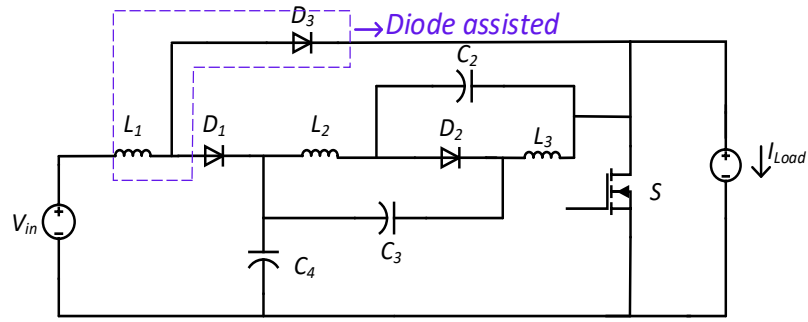 D3
Diode assisted
C2
L1
D1
L2
D2
L3
ILoad
Vin
S
C3
C4